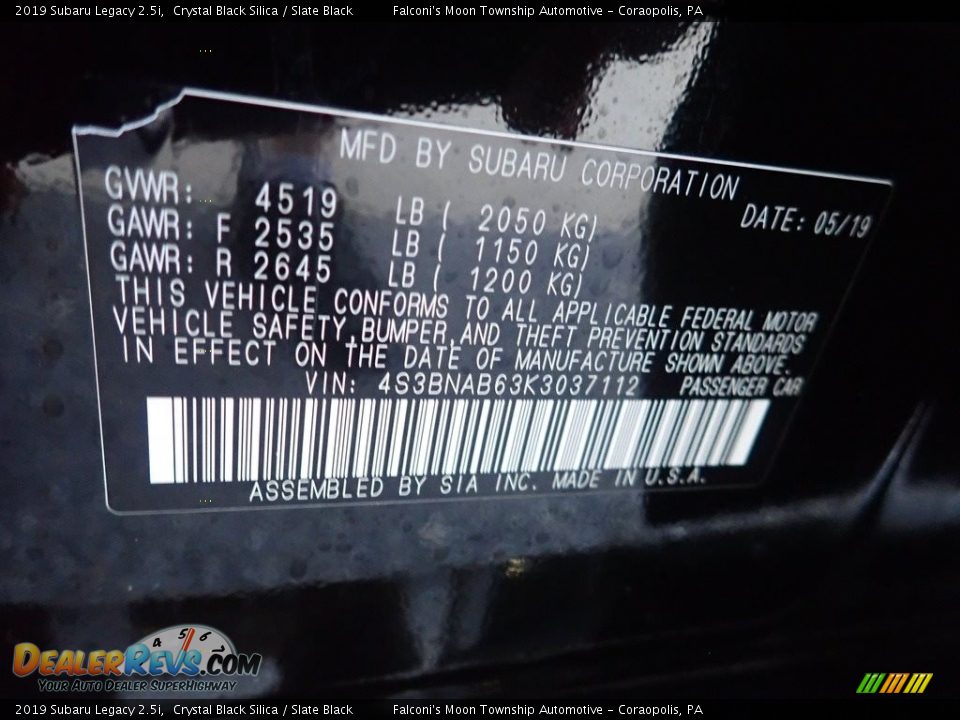 2019 Subaru Legacy 2.5i,  Crystal Black Silica / Slate Black          Falconi's Moon Township Automotive - Coraopolis, PA
MFD BY SUBARU CORPORATION
GVWR: 4519 LB ( 2050 KG) DATE: 05/19
GAWR: F 2535 LB ( 1150 KG)
GAWR: R 2645 LB ( 1200 KG)
THIS VEHICLE CONFORMS TO ALL APPLICABLE FEDERAL MOTOR
VEHICLE SAFETY,BUMPER,AND THEFT PREVENTION STANDARDS
IN EFFECT ON THE DATE OF MANUFACTURE SHOWN ABOVE.
VIN: 4S3BNAB63K3037112 PASSENGER CAR
ASSEMBLED BY SIA INC. MADE IN U.S.A.
4 5 6
DEALERREVS.COM
YOUR AUTO DEALER SUPERHIGHWAY
2019 Subaru Legacy 2.5i,  Crystal Black Silica / Slate Black          Falconi's Moon Township Automotive - Coraopolis, PA